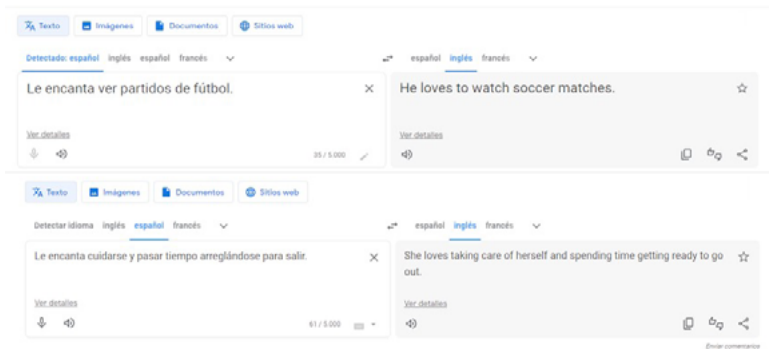 Texto Imágenes Documentos Sitios web
Detectado: español inglés español francés español inglés francés
Le encanta ver partidos de fútbol. He loves to watch soccer matches.
Ver detalles Ver detalles
35 / 5.000
Texto Imágenes Documentos Sitios web
Detectar idioma inglés español francés español inglés francés
Le encanta cuidarse y pasar tiempo arreglándose para salir. She loves taking care of herself and spending time getting ready to go
out.
Ver detalles Ver detalles
61 / 5.000
Enviar comentarios